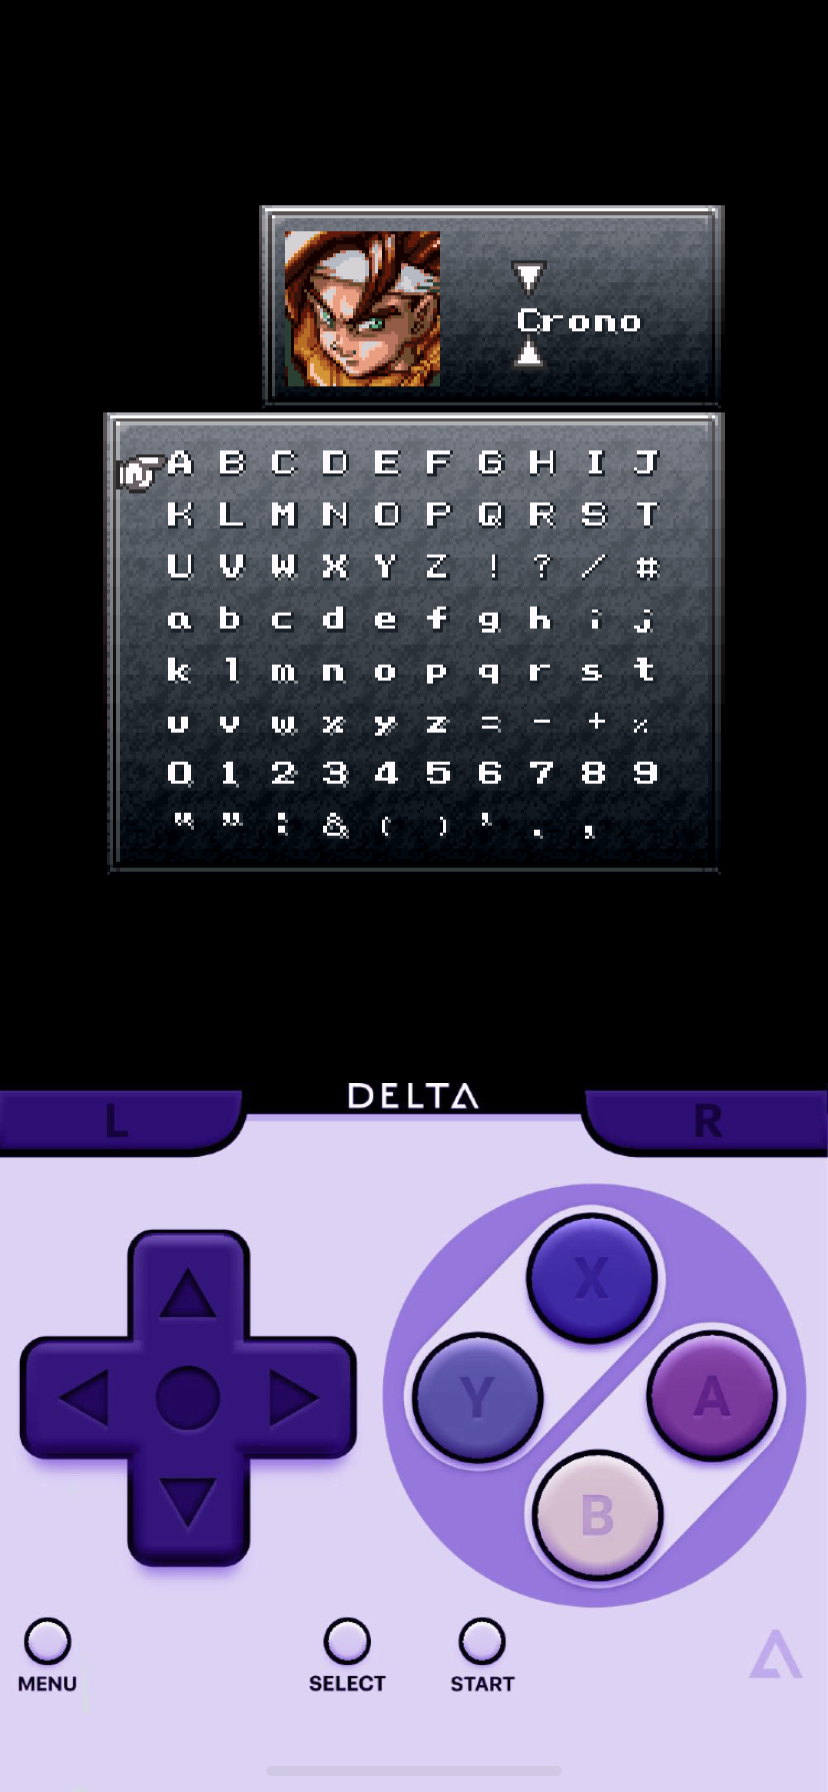 Crono
A B C D E F G H I J
K L M N O P Q R S T
U V W X Y Z ! ? / #
a b c d e f g h i j
k l m n o p q r s t
u v w x y z = - + %
0 1 2 3 4 5 6 7 8 9
“ ” : & ( ) ' . ,
DELTA
L R
X
Y A
B
MENU SELECT START